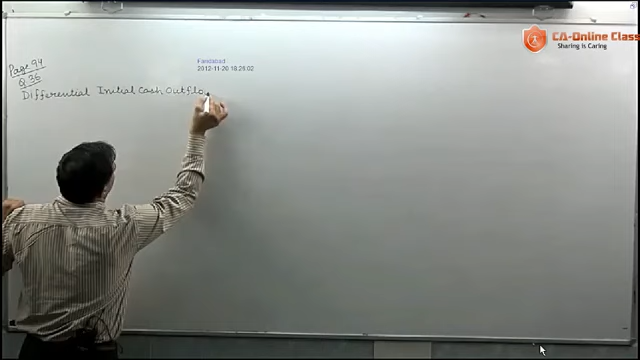 Page 94
Q.36
Differential Initial Cash Outflo
Faridabad
2012-11-20 18:26:02
CA-Online Class
Sharing is Caring